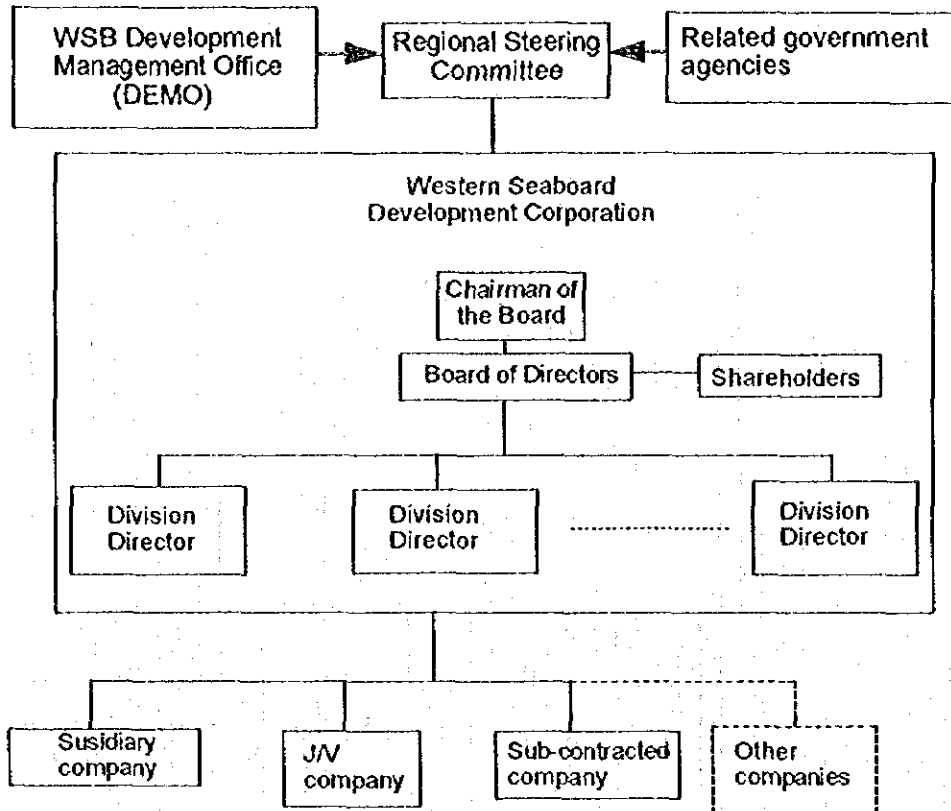 WSB Development
Management Office
(DEMO)
Regional Steering
Committee
Related government
agencies
Western Seaboard
Development Corporation
Chairman of
the Board
Board of Directors
Shareholders
Division
Director
Division
Director
Division
Director
Susidiary
company
J/V
company
Sub-contracted
company
Other
companies